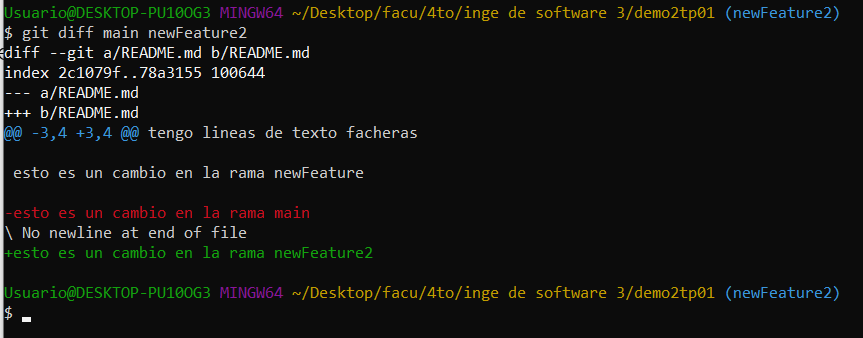 Usuario@DESKTOP-PU10OG3 MINGW64 ~/Desktop/facu/4to/inge de software 3/demo2tp01 (newFeature2)
$ git diff main newFeature2
diff --git a/README.md b/README.md
index 2c1079f..78a3155 100644
--- a/README.md
+++ b/README.md
@@ -3,4 +3,4 @@ tengo lineas de texto facheras
 esto es un cambio en la rama newFeature
-esto es un cambio en la rama main
\ No newline at end of file
+esto es un cambio en la rama newFeature2
Usuario@DESKTOP-PU10OG3 MINGW64 ~/Desktop/facu/4to/inge de software 3/demo2tp01 (newFeature2)
$